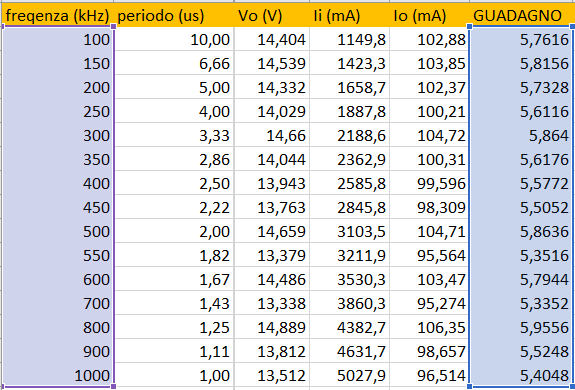 freqenza (kHz) periodo (us) Vo (V) Ii (mA) Io (mA) GUADAGNO
100 10,00 14,404 1149,8 102,88 5,7616
150 6,66 14,539 1423,3 103,85 5,8156
200 5,00 14,332 1658,7 102,37 5,7328
250 4,00 14,029 1887,8 100,21 5,6116
300 3,33 14,66 2188,6 104,72 5,864
350 2,86 14,044 2362,9 100,31 5,6176
400 2,50 13,943 2585,8 99,596 5,5772
450 2,22 13,763 2845,8 98,309 5,5052
500 2,00 14,659 3103,5 104,71 5,8636
550 1,82 13,379 3211,9 95,564 5,3516
600 1,67 14,486 3530,3 103,47 5,7944
700 1,43 13,338 3860,3 95,274 5,3352
800 1,25 14,889 4382,7 106,35 5,9556
900 1,11 13,812 4631,7 98,657 5,5248
1000 1,00 13,512 5027,9 96,514 5,4048